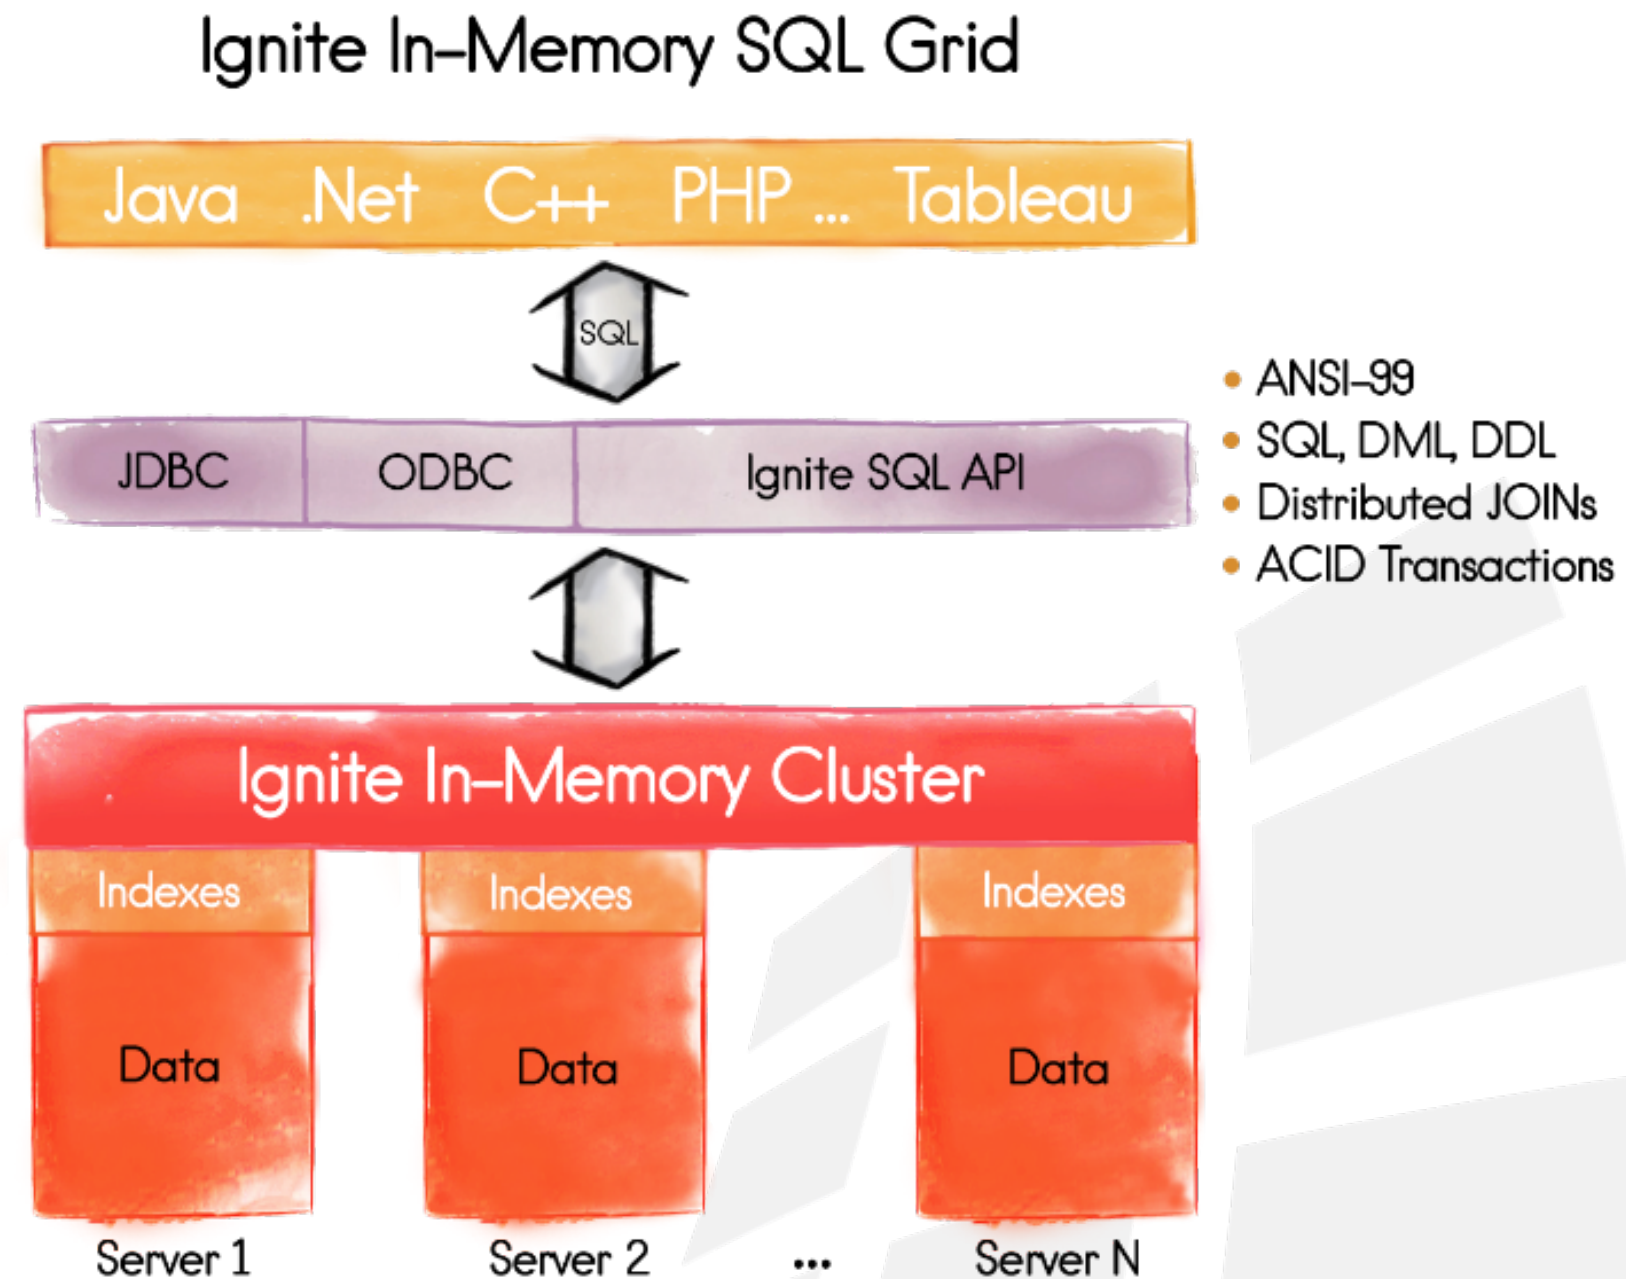 Ignite In-Memory SQL Grid
Java .Net C++ PHP ... Tableau
SQL
JDBC ODBC Ignite SQL API
• ANSI-99
• SQL, DML, DDL
• Distributed JOINs
• ACID Transactions
Ignite In-Memory Cluster
Indexes Indexes Indexes
Data Data Data
Server 1 Server 2 ... Server N